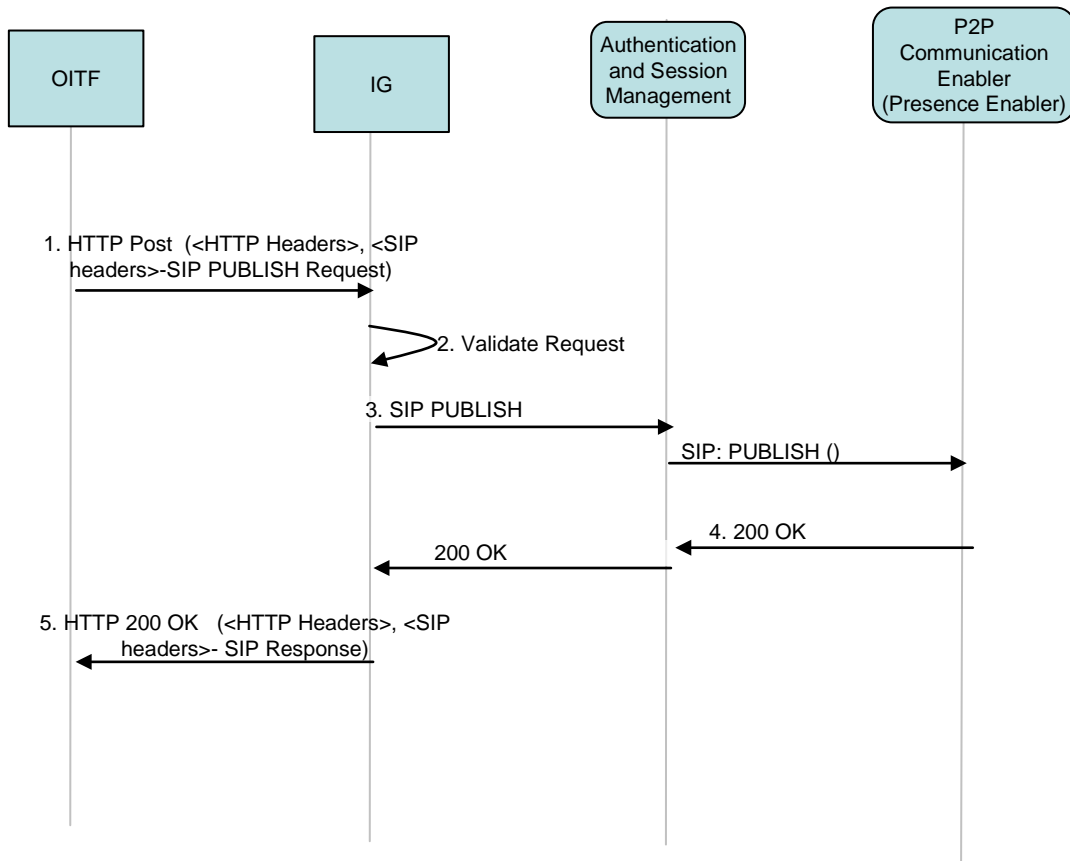 OITF
IG
Authentication
and Session
Management
P2P
Communication
Enabler
(Presence Enabler)
1. HTTP Post (<HTTP Headers>, <SIP
headers>-SIP PUBLISH Request)
2. Validate Request
3. SIP PUBLISH
SIP: PUBLISH ()
4. 200 OK
200 OK
5. HTTP 200 OK (<HTTP Headers>, <SIP
headers>- SIP Response)